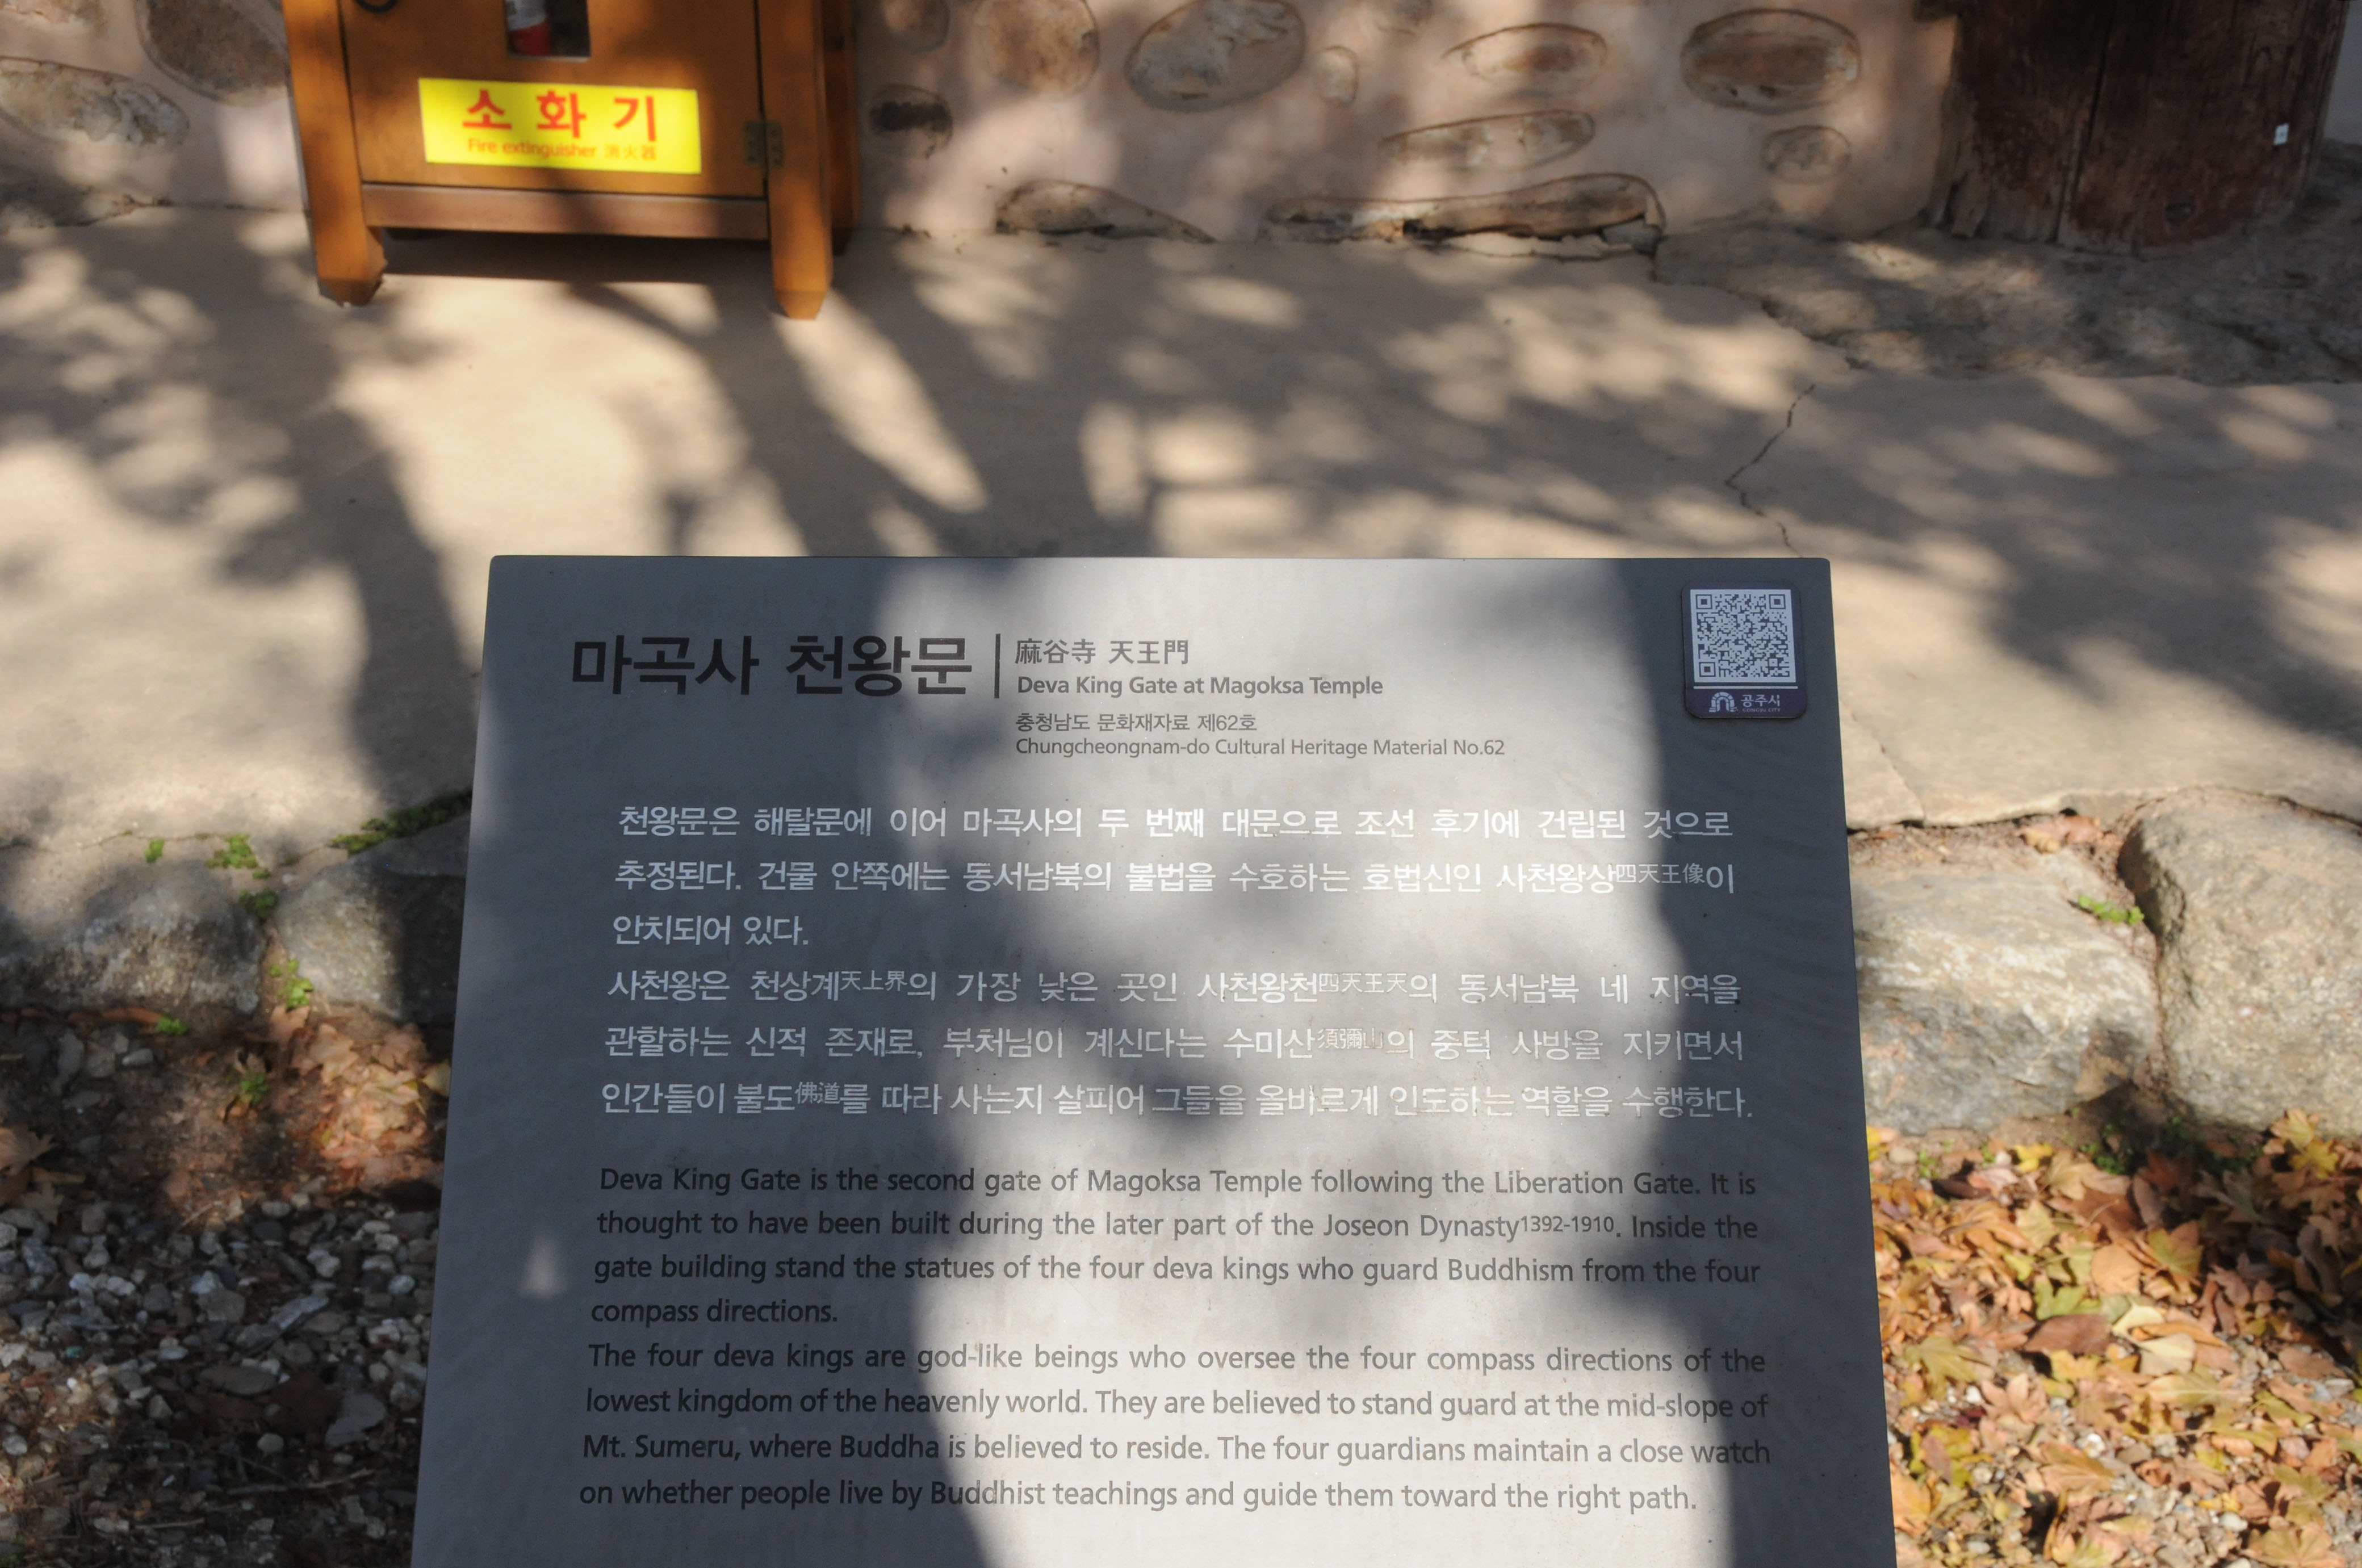 소화기
Fire extinguisher 消火器
마곡사 천왕문
麻谷寺 天王門
Deva King Gate at Magoksa Temple
충청남도 문화재자료 제62호
Chungcheongnam-do Cultural Heritage Material No.62
공주시
천왕문은 해탈문에 이어 마곡사의 두 번째 대문으로 조선 후기에 건립된 것으로
추정된다. 건물 안쪽에는 동서남북의 불법을 수호하는 호법신인 사천왕상四天王像이
안치되어 있다.
사천왕은 천상계天上界의 가장 낮은 곳인 사천왕천四天王天의 동서남북 네 지역을
관할하는 신적 존재로, 부처님이 계신다는 수미산須彌山의 중턱 사방을 지키면서
인간들이 불도佛道를 따라 사는지 살피어 그들을 올바르게 인도하는 역할을 수행한다.
Deva King Gate is the second gate of Magoksa Temple following the Liberation Gate. It is
thought to have been built during the later part of the Joseon Dynasty1392-1910. Inside the
gate building stand the statues of the four deva kings who guard Buddhism from the four
compass directions.
The four deva kings are god-like beings who oversee the four compass directions of the
lowest kingdom of the heavenly world. They are believed to stand guard at the mid-slope of
Mt. Sumeru, where Buddha is believed to reside. The four guardians maintain a close watch
on whether people live by Buddhist teachings and guide them toward the right path.